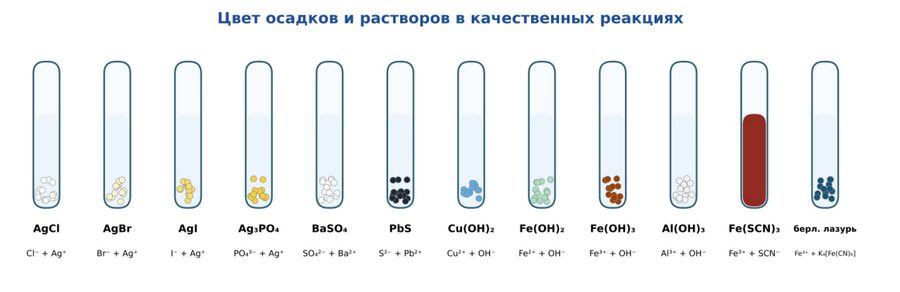 Цвет осадков и растворов в качественных реакциях
AgCl AgBr AgI Ag₃PO₄ BaSO₄ PbS Cu(OH)₂ Fe(OH)₂ Fe(OH)₃ Al(OH)₃ Fe(SCN)₃ берл. лазурь
Cl⁻ + Ag⁺ Br⁻ + Ag⁺ I⁻ + Ag⁺ PO₄³⁻ + Ag⁺ SO₄²⁻ + Ba²⁺ S²⁻ + Pb²⁺ Cu²⁺ + OH⁻ Fe²⁺ + OH⁻ Fe³⁺ + OH⁻ Al³⁺ + OH⁻ Fe³⁺ + SCN⁻ Fe³⁺ + K₄[Fe(CN)₆]